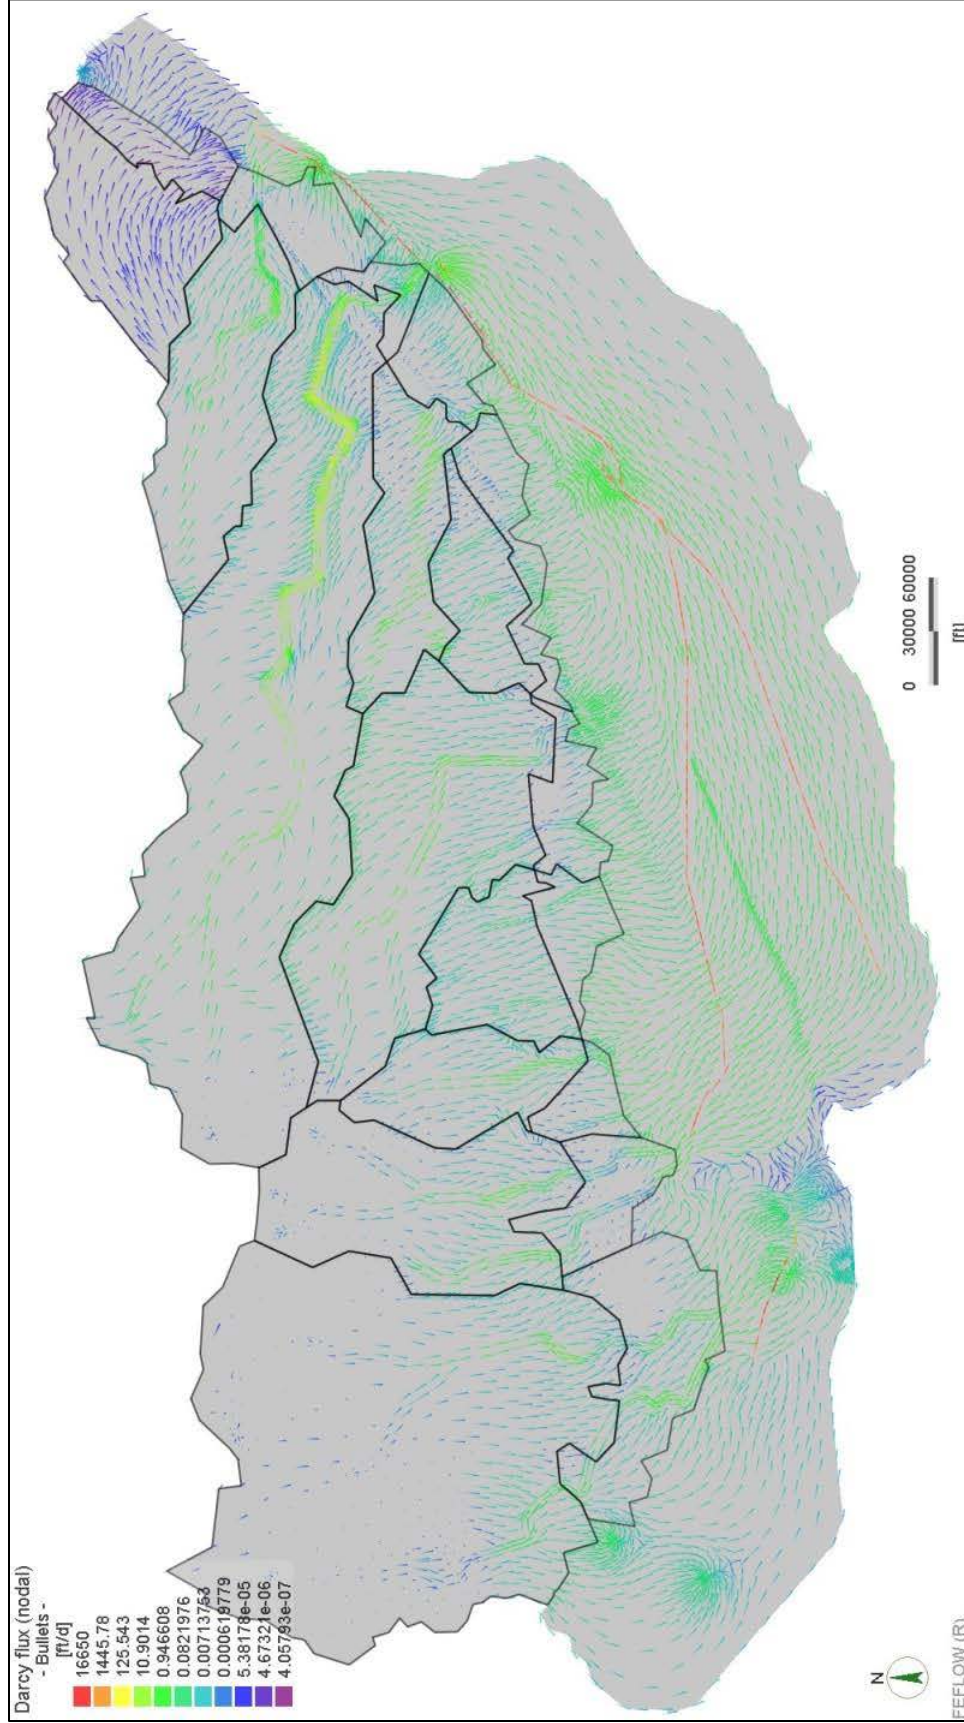 Darcy flux (nodal)
- Bullets -
[ft/d]
16650
1445.78
125.543
10.9014
0.946608
0.0821976
0.00713753
0.000619779
5.38178e-05
4.67321e-06
4.05793e-07
N
FEFLOW (R)
0 30000 60000
[ft]